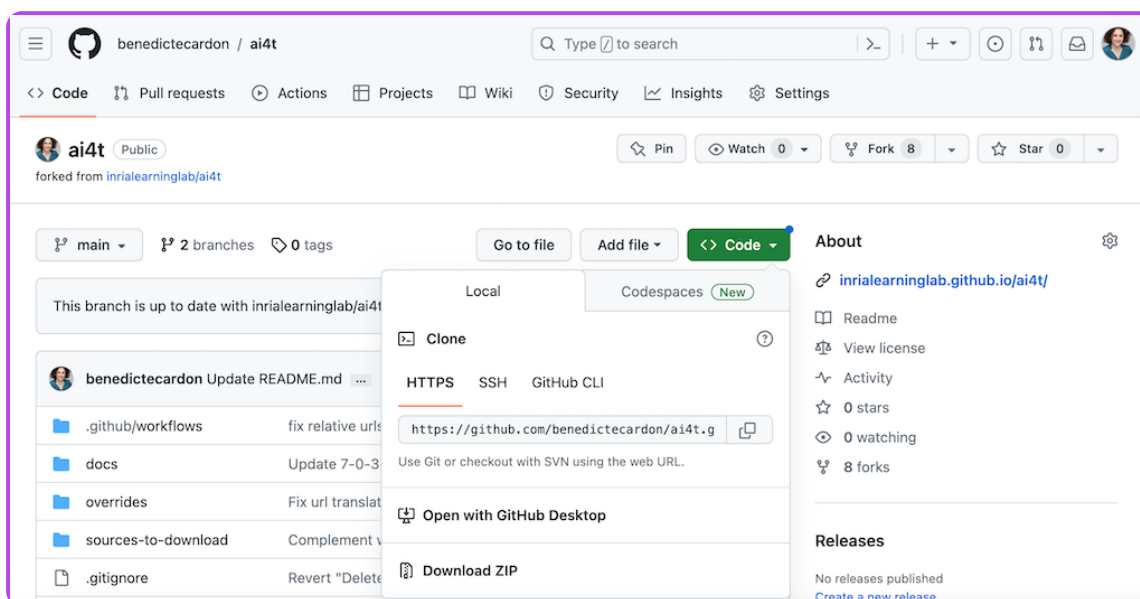 benedictecardon / ai4t
Type / to search
Code
Pull requests
Actions
Projects
Wiki
Security
Insights
Settings
ai4t Public
Pin
Watch 0
Fork 8
Star 0
forked from inrialearninglab/ai4t
main
2 branches
0 tags
Go to file
Add file
Code
This branch is up to date with inrialearninglab/ai4t
benedictecardon Update README.md ...
.github/workflows fix relative urls
docs Update 7-0-3
overrides Fix url translat
sources-to-download Complement
.gitignore Revert "Delete
Local
Codespaces New
Clone
HTTPS SSH GitHub CLI
https://github.com/benedictecardon/ai4t.g
Use Git or checkout with SVN using the web URL.
Open with GitHub Desktop
Download ZIP
About
inrialearninglab.github.io/ai4t/
Readme
View license
Activity
0 stars
0 watching
8 forks
Releases
No releases published
Create a new release